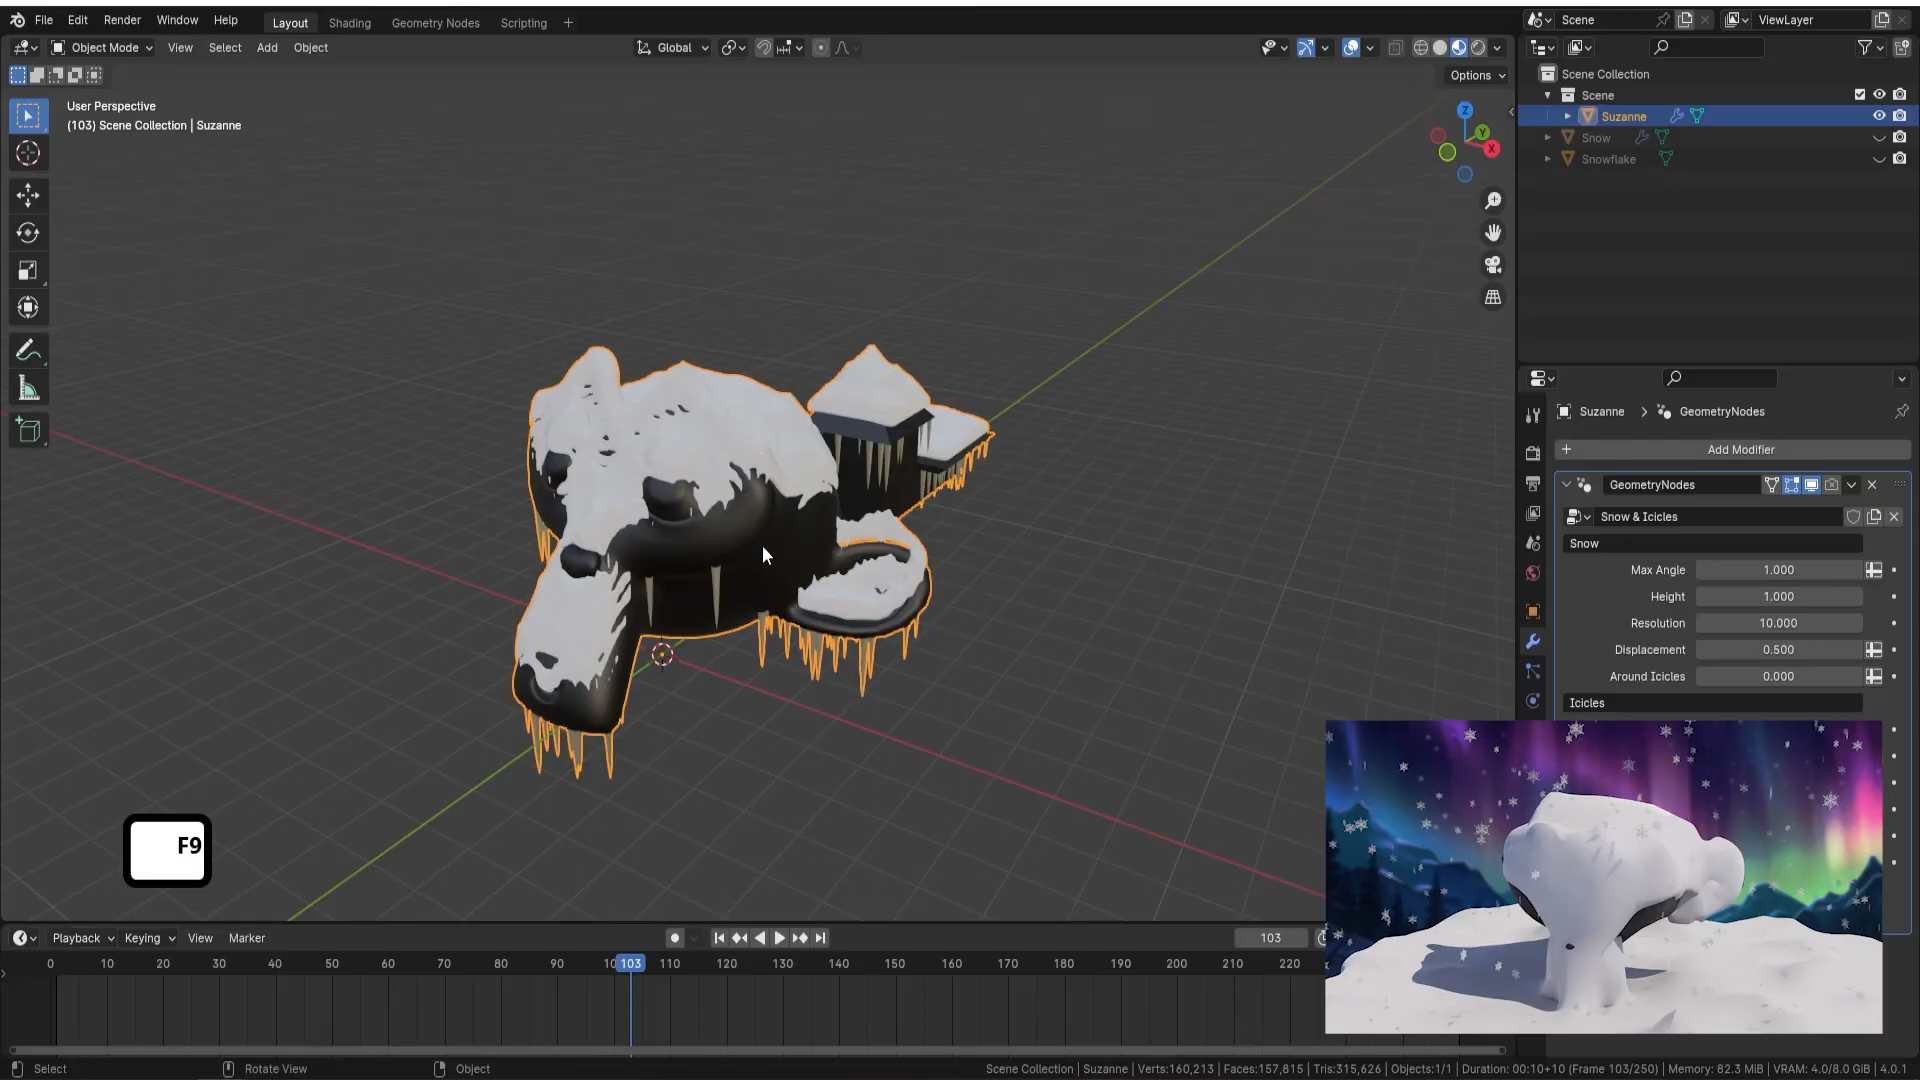 File Edit Render Window Help Layout Shading Geometry Nodes Scripting + Scene ViewLayer
Object Mode View Select Add Object Global
Options
User Perspective
(103) Scene Collection | Suzanne
Z
Y
X
Scene Collection
Scene
Suzanne
Snow
Snowflake
Suzanne > GeometryNodes
+ Add Modifier
GeometryNodes
Snow & Icicles
Snow
Max Angle 1.000
Height 1.000
Resolution 10.000
Displacement 0.500
Around Icicles 0.000
Icicles
F9
Playback Keying View Marker 103
0 10 20 30 40 50 60 70 80 90 10 103 110 120 130 140 150 160 170 180 190 200 210 220
Select Rotate View Object Scene Collection | Suzanne | Verts:160,213 | Faces:157,815 | Tris:315,626 | Objects:1/1 | Duration: 00:10+10 (Frame 103/250) | Memory: 82.3 MiB | VRAM: 4.0/8.0 GiB | 4.0.1